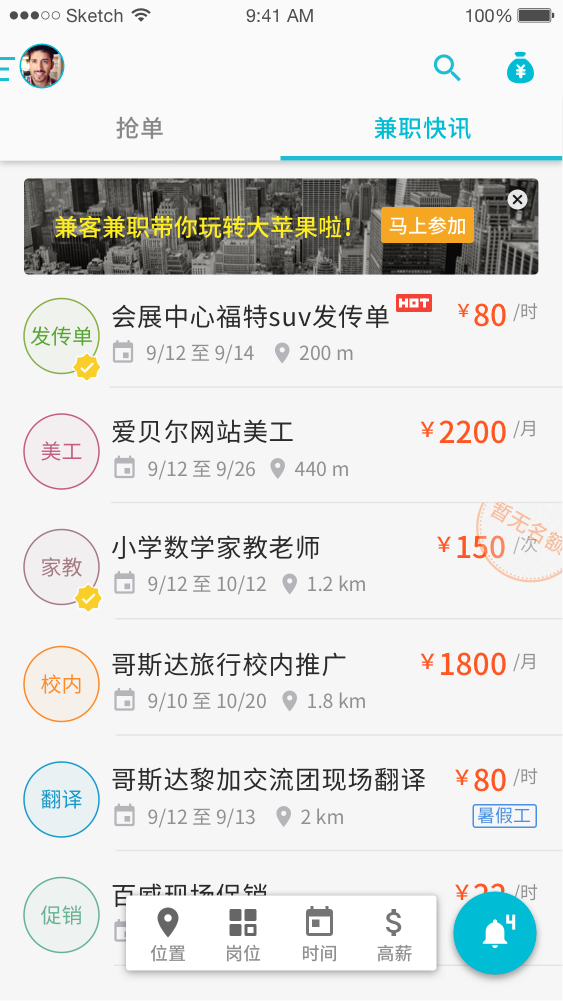 Sketch 9:41 AM 100%
抢单 兼职快讯
兼客兼职带你玩转大苹果啦！ 马上参加
发传单 会展中心福特suv发传单 HOT ￥80 /时
9/12 至 9/14 200 m
美工 爱贝尔网站美工 ￥2200 /月
9/12 至 9/26 440 m
暂无名额
家教 小学数学家教老师 ￥150 /次
9/12 至 10/12 1.2 km
校内 哥斯达旅行校内推广 ￥1800 /月
9/10 至 10/20 1.8 km
翻译 哥斯达黎加交流团现场翻译 ￥80 /时
9/12 至 9/13 2 km 暑假工
促销 百威现场促销 /时
位置 岗位 时间 高薪 4